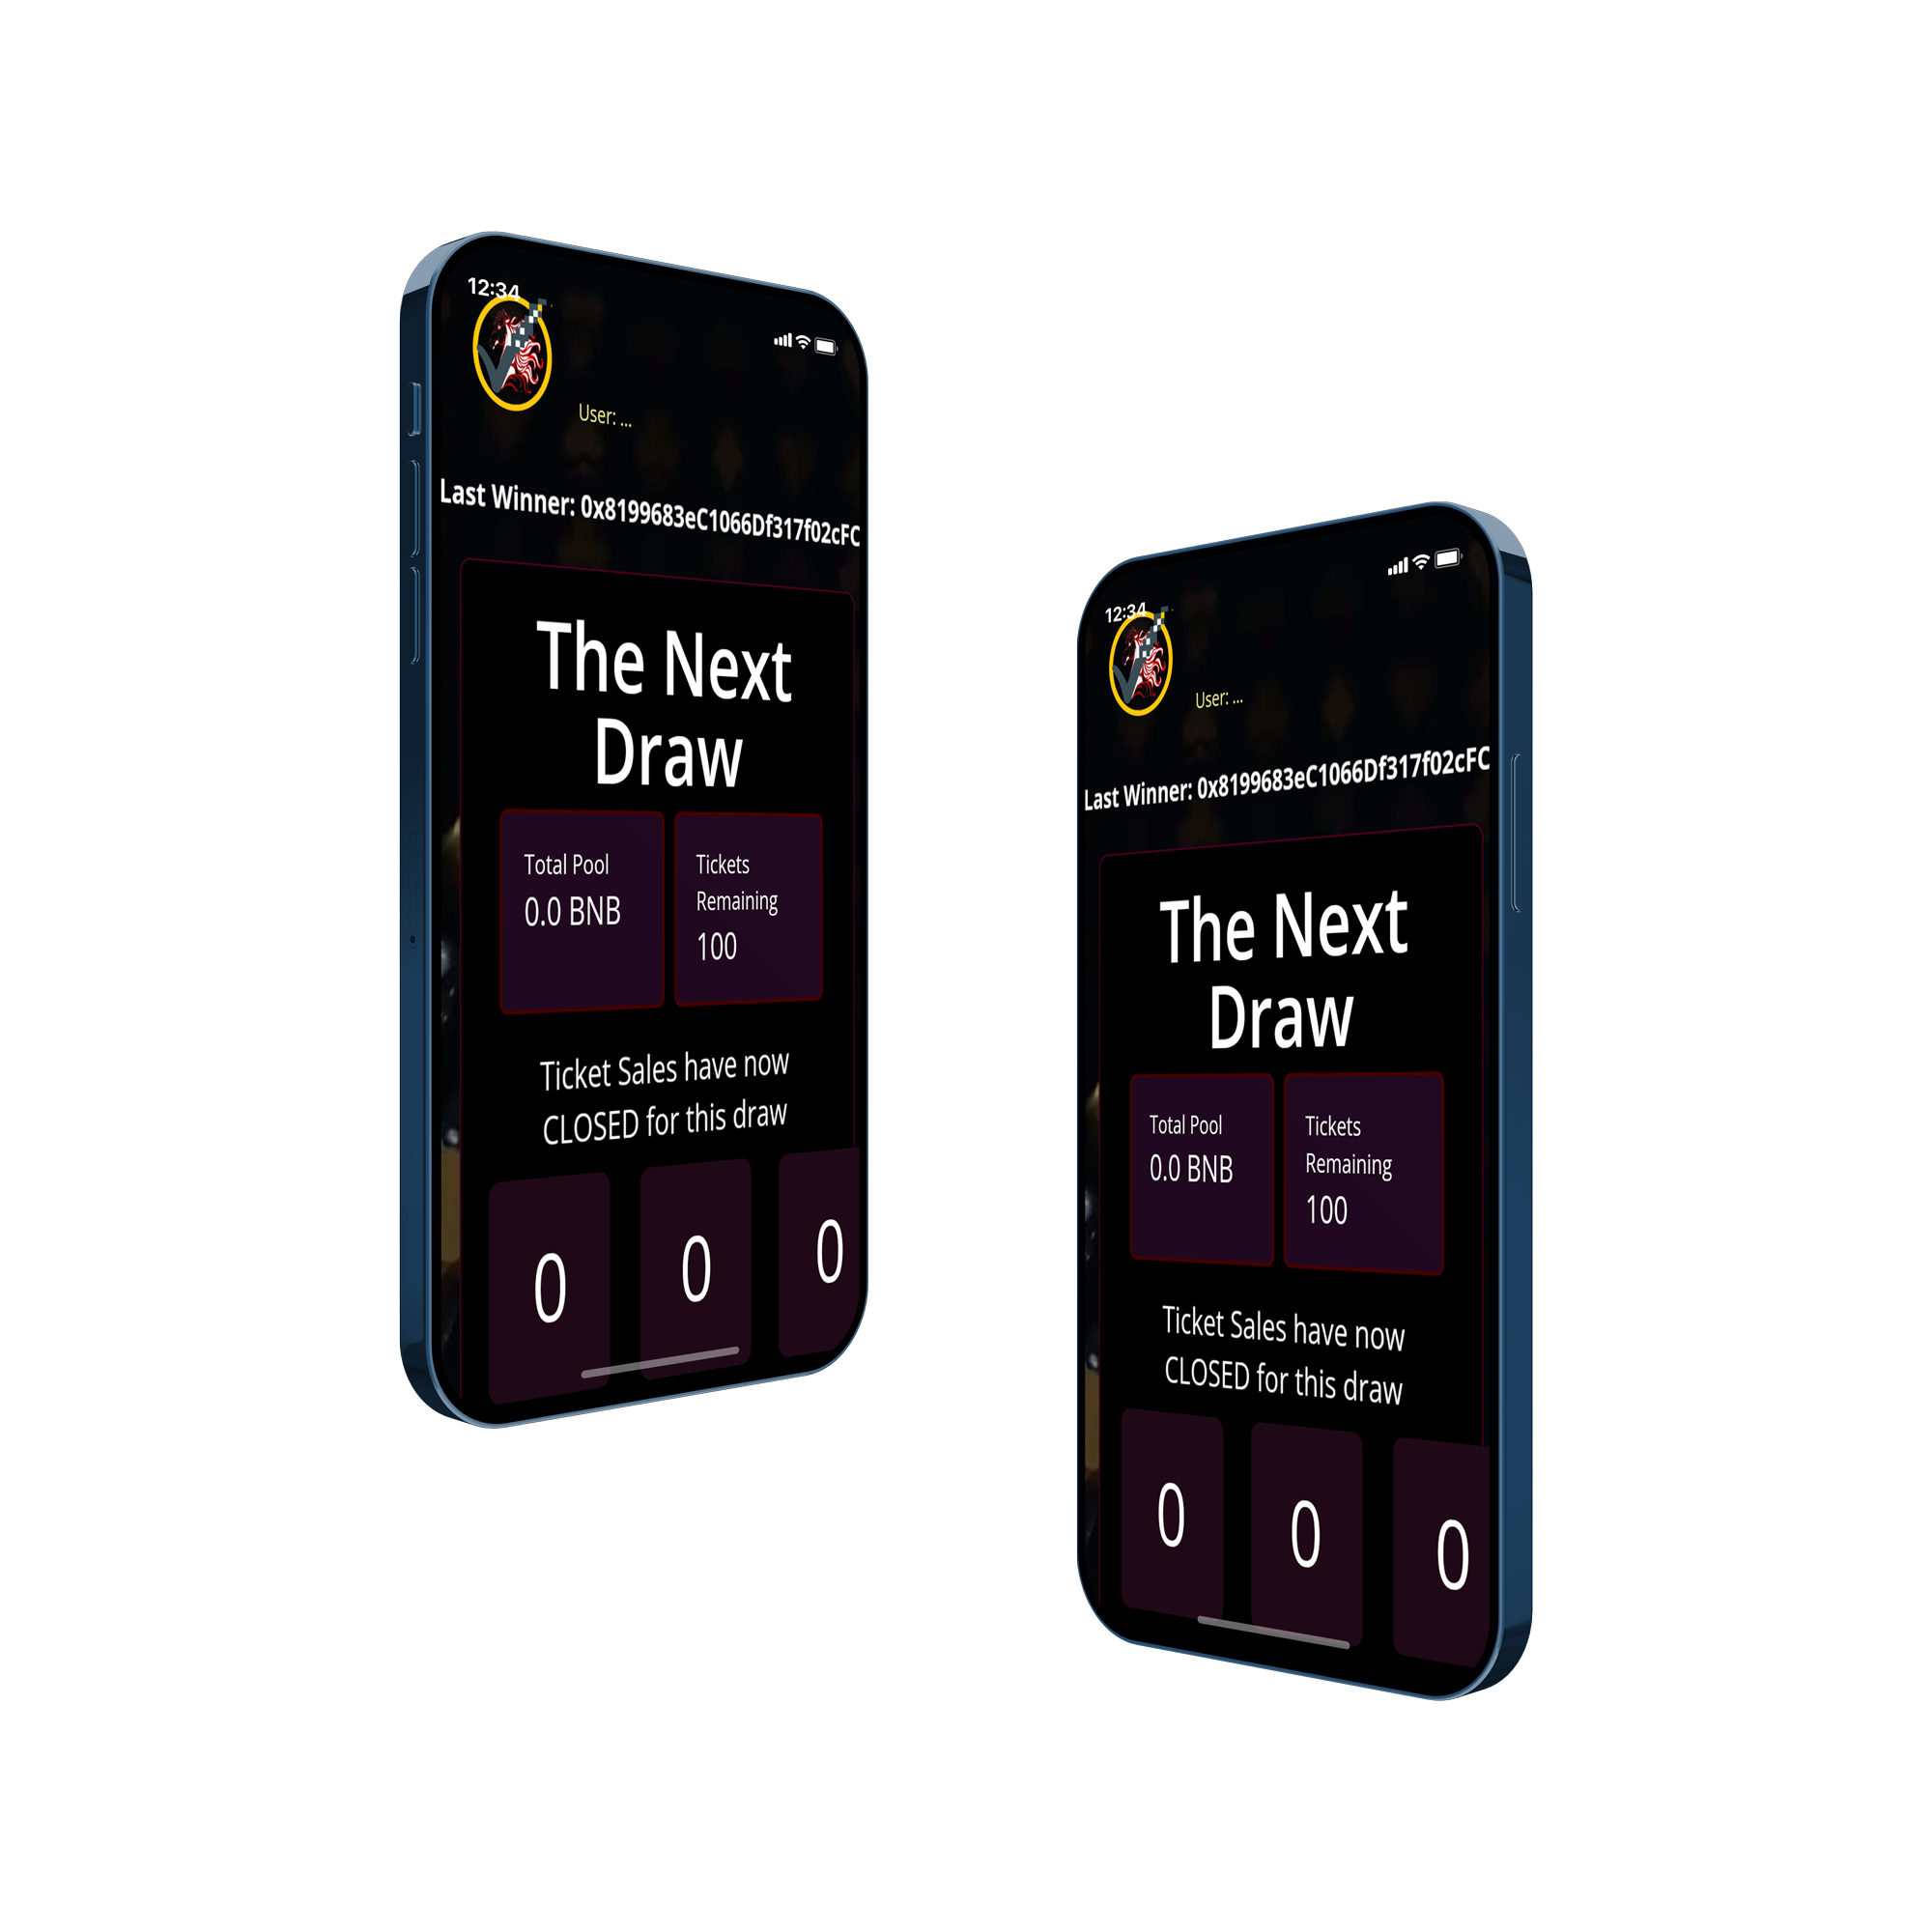 12:34
User: ...
Last Winner: 0x8199683eC1066Df317f02cFC
The Next
Draw
Total Pool
0.0 BNB
Tickets
Remaining
100
Ticket Sales have now
CLOSED for this draw
0
0
0
12:34
User: ...
Last Winner: 0x8199683eC1066Df317f02cFC
The Next
Draw
Total Pool
0.0 BNB
Tickets
Remaining
100
Ticket Sales have now
CLOSED for this draw
0
0
0